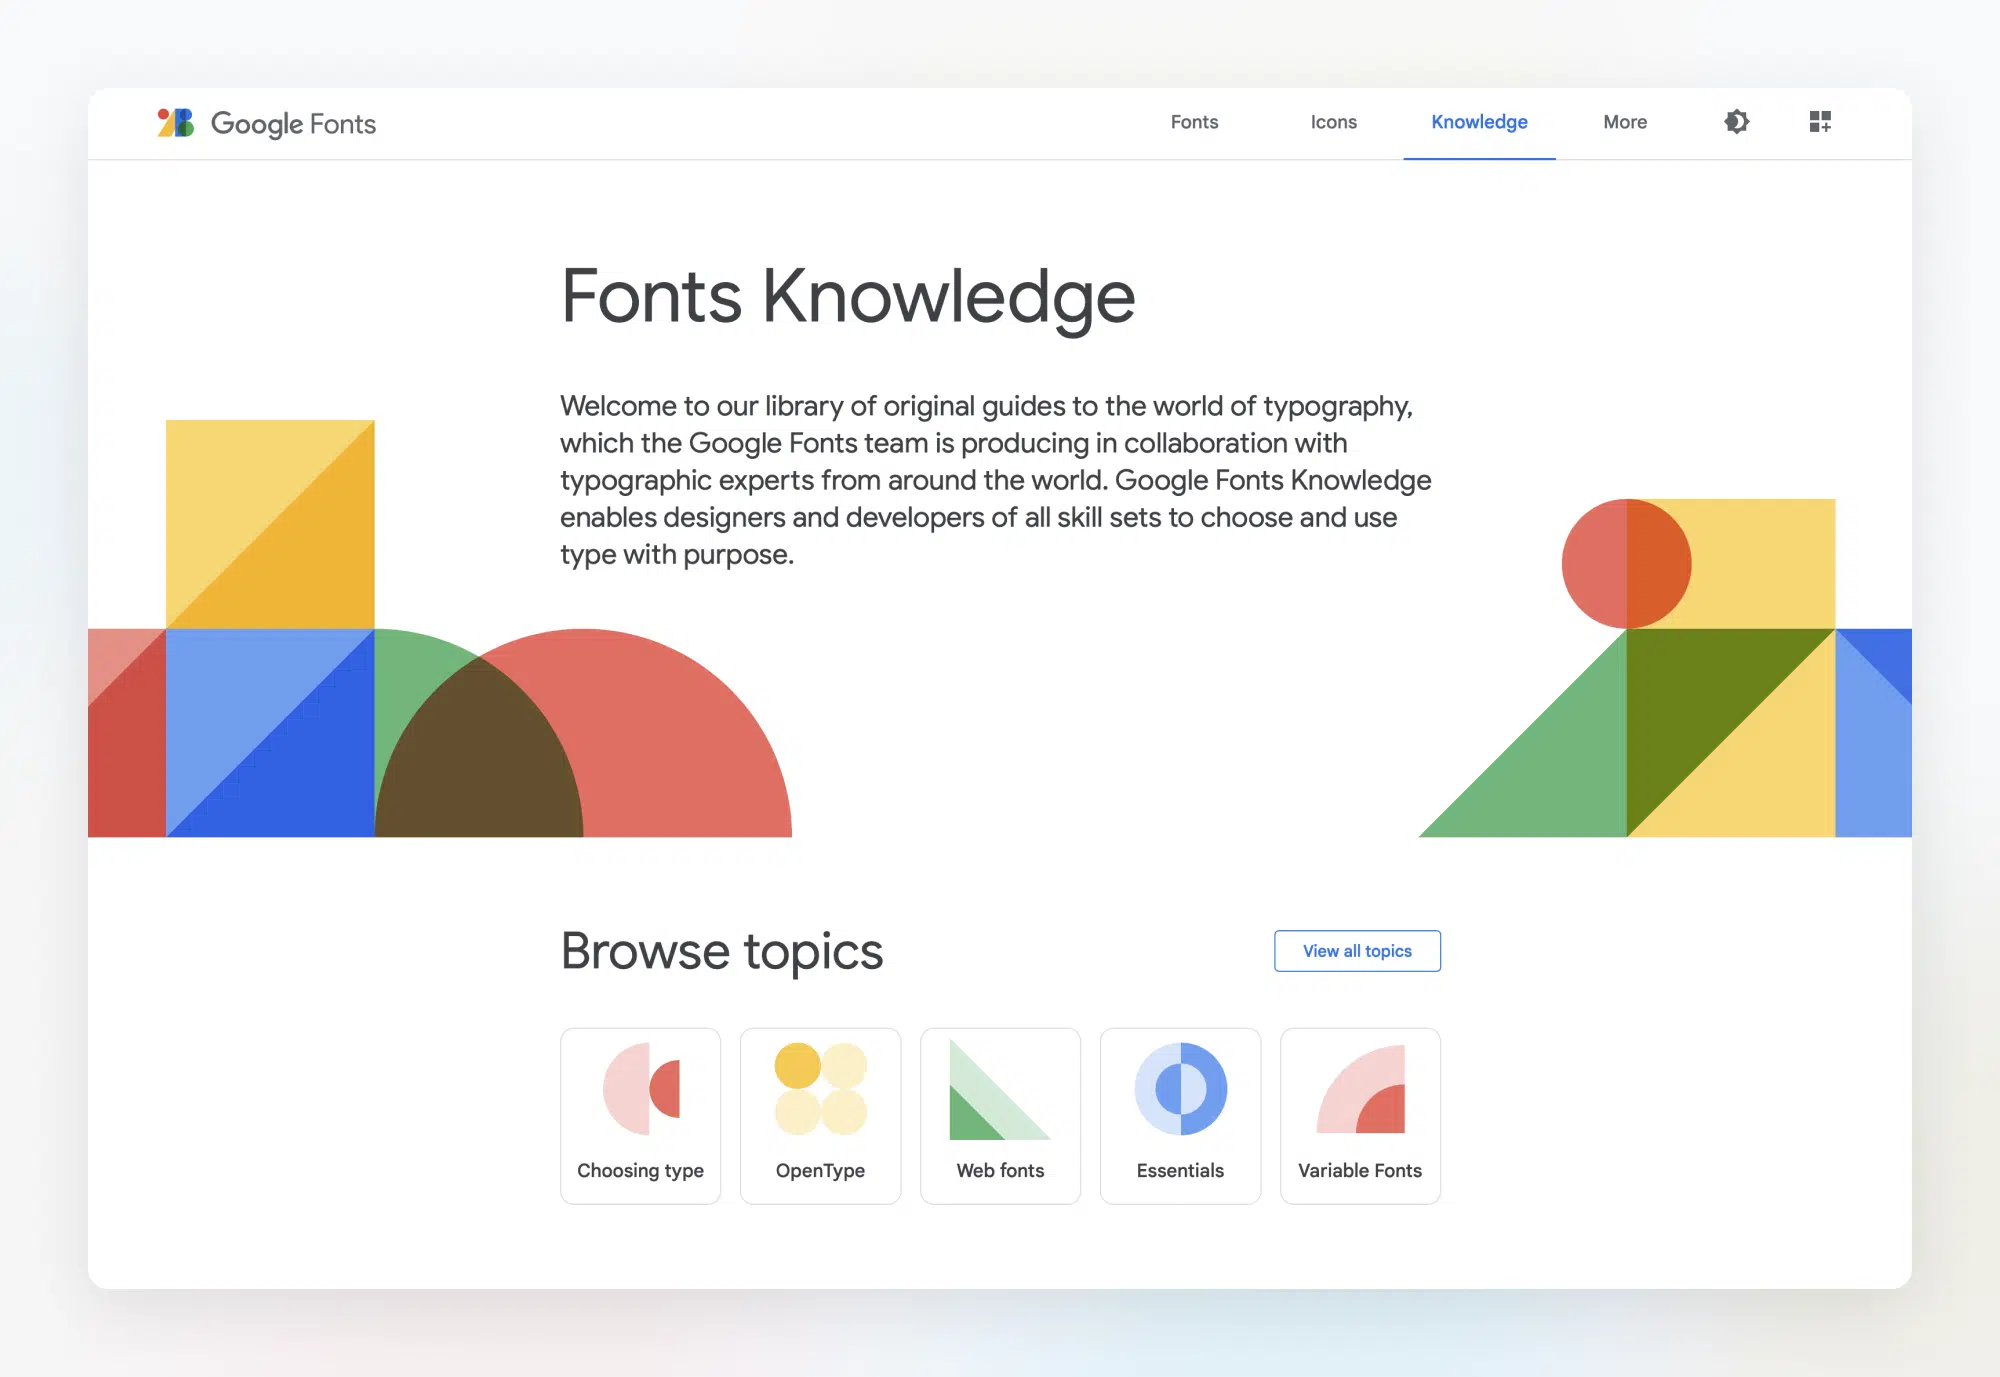 Google Fonts
Fonts
Icons
Knowledge
More
Fonts Knowledge
Welcome to our library of original guides to the world of typography,
which the Google Fonts team is producing in collaboration with
typographic experts from around the world. Google Fonts Knowledge
enables designers and developers of all skill sets to choose and use
type with purpose.
Browse topics
View all topics
Choosing type
OpenType
Web fonts
Essentials
Variable Fonts